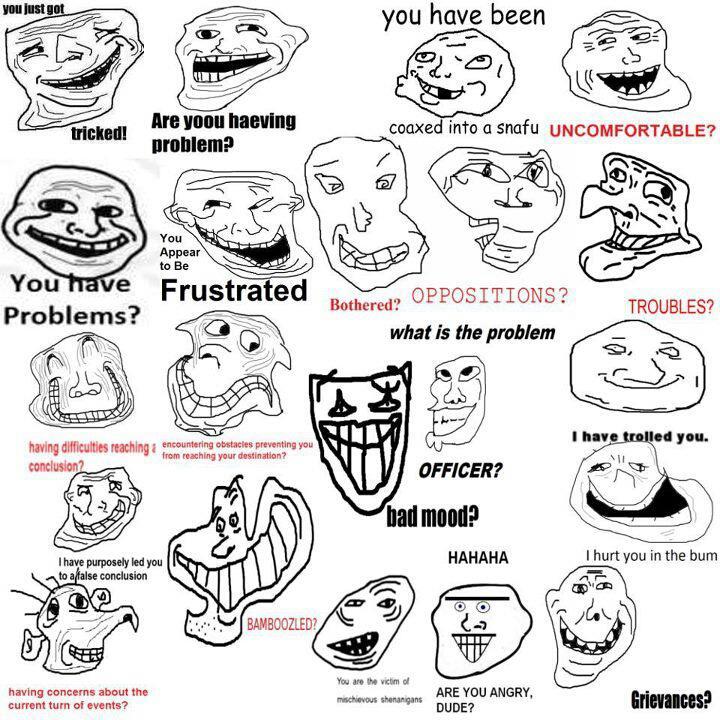 you just got
tricked!
Are yoou haeving
problem?
you have been
coaxed into a snafu
UNCOMFORTABLE?
You have
Problems?
You
Appear
to Be
Frustrated
Bothered?
OPPOSITIONS?
TROUBLES?
what is the problem
OFFICER?
having difficulties reaching a
conclusion?
encountering obstacles preventing you
from reaching your destination?
bad mood?
I have trolled you.
I have purposely led you
to a false conclusion
BAMBOOZLED?
HAHAHA
ARE YOU ANGRY,
DUDE?
I hurt you in the bum
having concerns about the
current turn of events?
You are the victim of
mischievous shenanigans
Grievances?